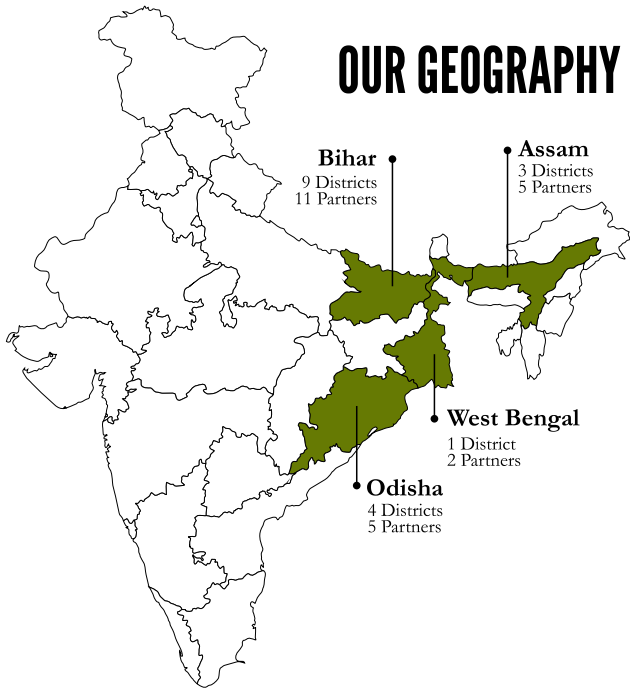 OUR GEOGRAPHY
Bihar
9 Districts
11 Partners
Assam
3 Districts
5 Partners
West Bengal
1 District
2 Partners
Odisha
4 Districts
5 Partners